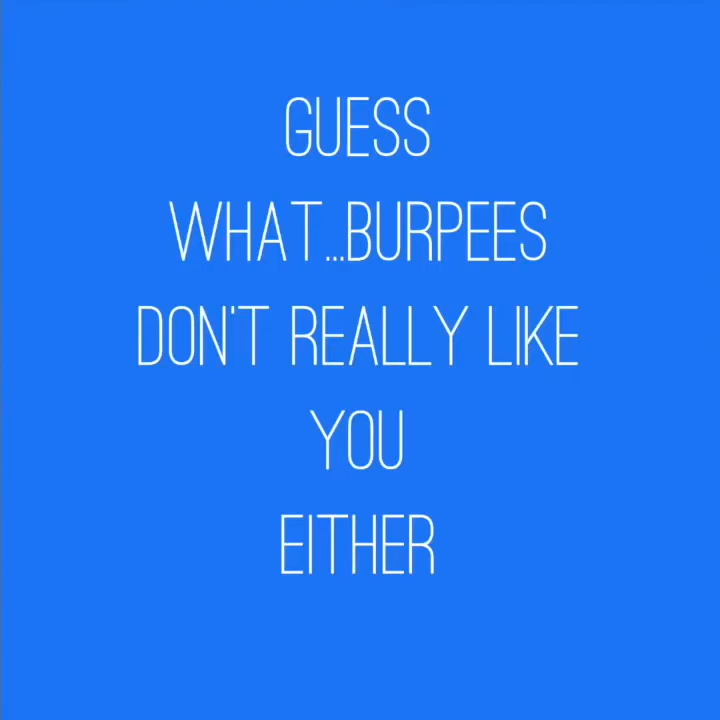 GUESS
WHAT...BURPEES
DON'T REALLY LIKE
YOU
EITHER